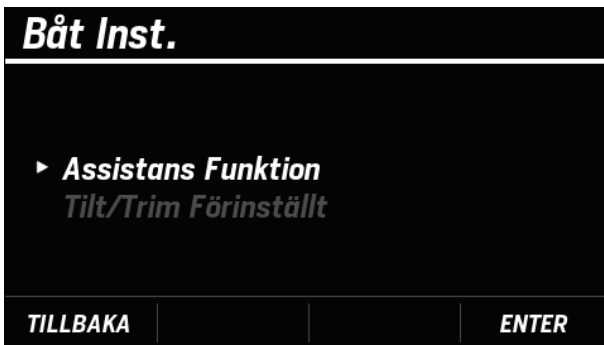 Båt Inst.
Assistans Funktion
Tilt/Trim Förinställt
TILLBAKA ENTER